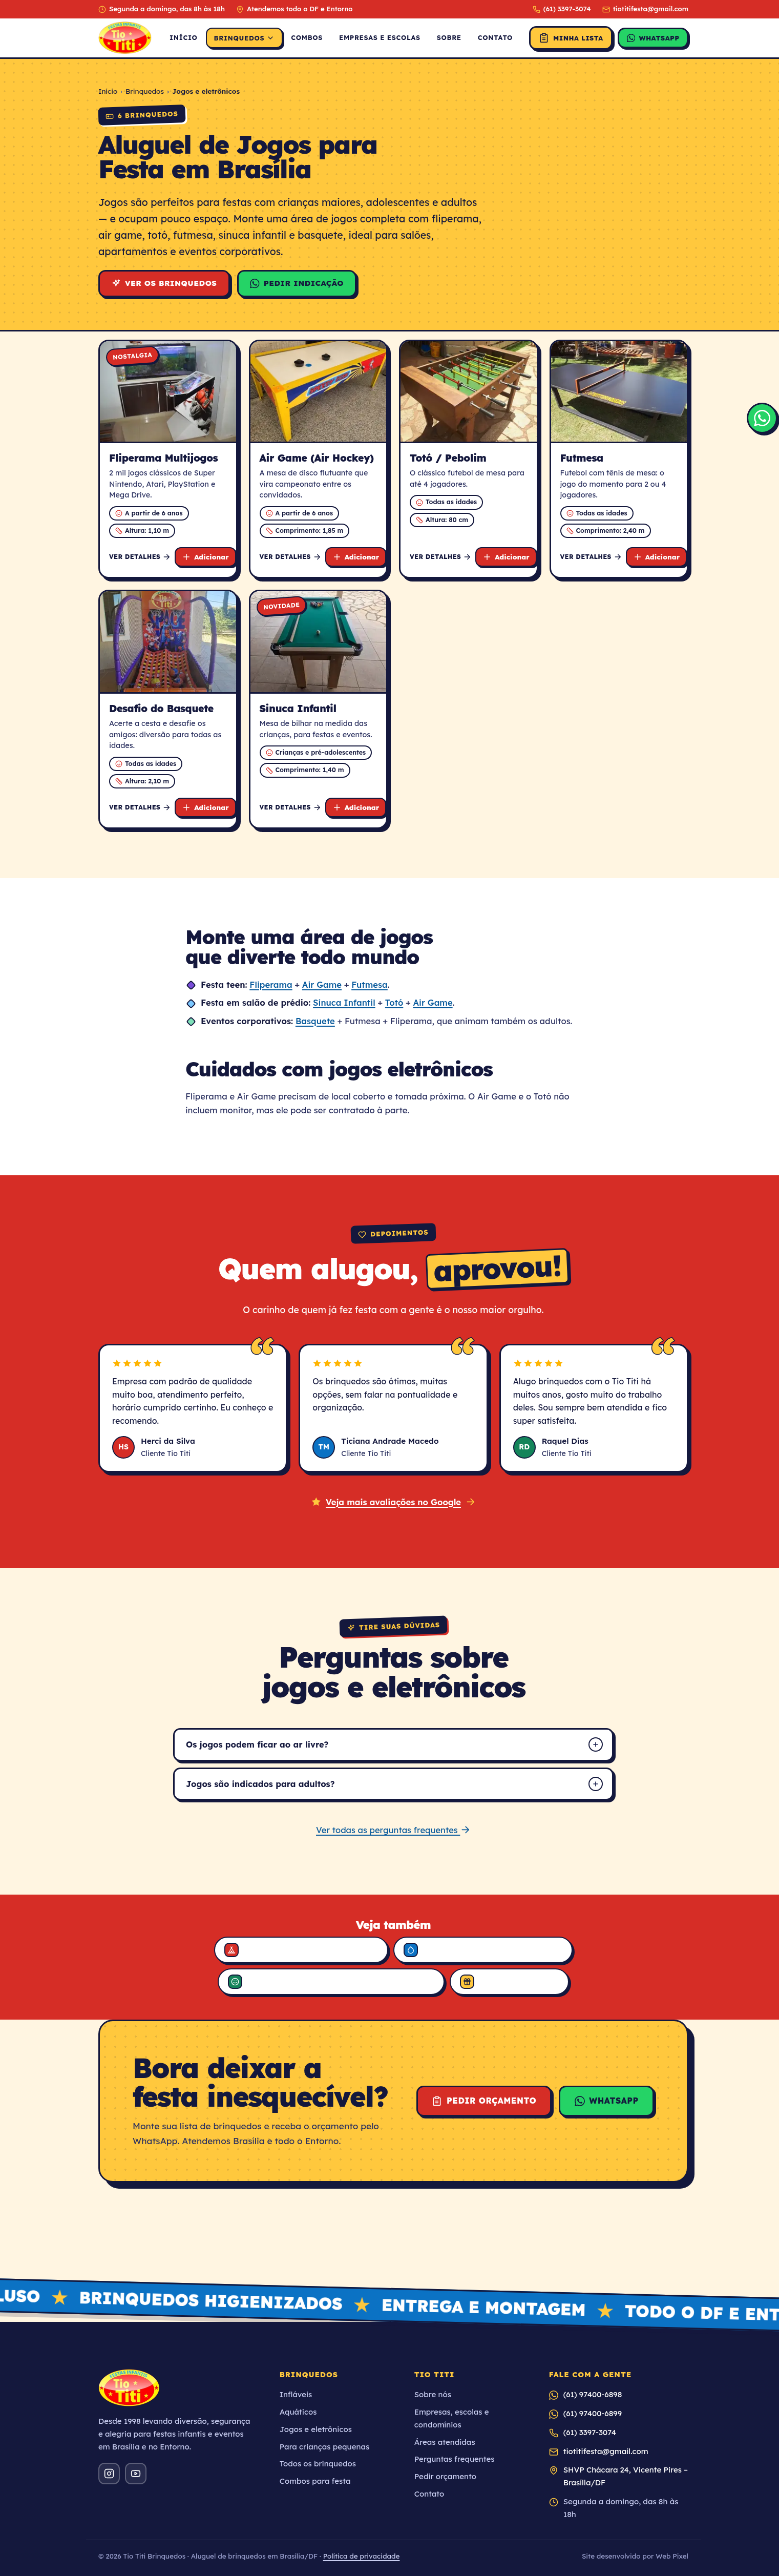 Segunda a domingo, das 8h às 18h
Atendemos todo o DF e Entorno
(61) 3397-3074
tiotitifesta@gmail.com
Tio Titi
INÍCIO
BRINQUEDOS
COMBOS
EMPRESAS E ESCOLAS
SOBRE
CONTATO
MINHA LISTA
WHATSAPP
Início › Brinquedos › Jogos e eletrônicos
6 BRINQUEDOS
Aluguel de Jogos para
Festa em Brasília
Jogos são perfeitos para festas com crianças maiores, adolescentes e adultos
— e ocupam pouco espaço. Monte uma área de jogos completa com fliperama,
air game, totó, futmesa, sinuca infantil e basquete, ideal para salões,
apartamentos e eventos corporativos.
VER OS BRINQUEDOS
PEDIR INDICAÇÃO
NOSTALGIA
Fliperama Multijogos
2 mil jogos clássicos de Super
Nintendo, Atari, PlayStation e
Mega Drive.
A partir de 6 anos
Altura: 1,10 m
VER DETALHES →
+ Adicionar
Air Game (Air Hockey)
A mesa de disco flutuante que
vira campeonato entre os
convidados.
A partir de 6 anos
Comprimento: 1,85 m
VER DETALHES →
+ Adicionar
Totó / Pebolim
O clássico futebol de mesa para
até 4 jogadores.
Todas as idades
Altura: 80 cm
VER DETALHES →
+ Adicionar
Futmesa
Futebol com tênis de mesa: o
jogo do momento para 2 ou 4
jogadores.
Todas as idades
Comprimento: 2,40 m
VER DETALHES →
+ Adicionar
Desafio do Basquete
Acerte a cesta e desafie os
amigos: diversão para todas as
idades.
Todas as idades
Altura: 2,10 m
VER DETALHES →
+ Adicionar
NOVIDADE
Sinuca Infantil
Mesa de bilhar na medida das
crianças, para festas e eventos.
Crianças e pré-adolescentes
Comprimento: 1,40 m
VER DETALHES →
+ Adicionar
Monte uma área de jogos
que diverte todo mundo
Festa teen: Fliperama + Air Game + Futmesa.
Festa em salão de prédio: Sinuca Infantil + Totó + Air Game.
Eventos corporativos: Basquete + Futmesa + Fliperama, que animam também os adultos.
Cuidados com jogos eletrônicos
Fliperama e Air Game precisam de local coberto e tomada próxima. O Air Game e o Totó não
incluem monitor, mas ele pode ser contratado à parte.
DEPOIMENTOS
Quem alugou, aprovou!
O carinho de quem já fez festa com a gente é o nosso maior orgulho.
Empresa com padrão de qualidade
muito boa, atendimento perfeito,
horário cumprido certinho. Eu conheço e
recomendo.
HS
Herci da Silva
Cliente Tio Titi
Os brinquedos são ótimos, muitas
opções, sem falar na pontualidade e
organização.
TM
Ticiana Andrade Macedo
Cliente Tio Titi
Alugo brinquedos com o Tio Titi há
muitos anos, gosto muito do trabalho
deles. Sou sempre bem atendida e fico
super satisfeita.
RD
Raquel Dias
Cliente Tio Titi
Veja mais avaliações no Google →
TIRE SUAS DÚVIDAS
Perguntas sobre
jogos e eletrônicos
Os jogos podem ficar ao ar livre?
Jogos são indicados para adultos?
Ver todas as perguntas frequentes →
Veja também
Bora deixar a
festa inesquecível?
Monte sua lista de brinquedos e receba o orçamento pelo
WhatsApp. Atendemos Brasília e todo o Entorno.
PEDIR ORÇAMENTO
WHATSAPP
LUSO ★ BRINQUEDOS HIGIENIZADOS ★ ENTREGA E MONTAGEM ★ TODO O DF E ENT
Tio Titi
Desde 1998 levando diversão, segurança
e alegria para festas infantis e eventos
em Brasília e no Entorno.
BRINQUEDOS
Infláveis
Aquáticos
Jogos e eletrônicos
Para crianças pequenas
Todos os brinquedos
Combos para festa
TIO TITI
Sobre nós
Empresas, escolas e
condomínios
Áreas atendidas
Perguntas frequentes
Pedir orçamento
Contato
FALE COM A GENTE
(61) 97400-6898
(61) 97400-6899
(61) 3397-3074
tiotitifesta@gmail.com
SHVP Chácara 24, Vicente Pires –
Brasília/DF
Segunda a domingo, das 8h às
18h
© 2026 Tio Titi Brinquedos · Aluguel de brinquedos em Brasília/DF · Política de privacidade
Site desenvolvido por Web Pixel